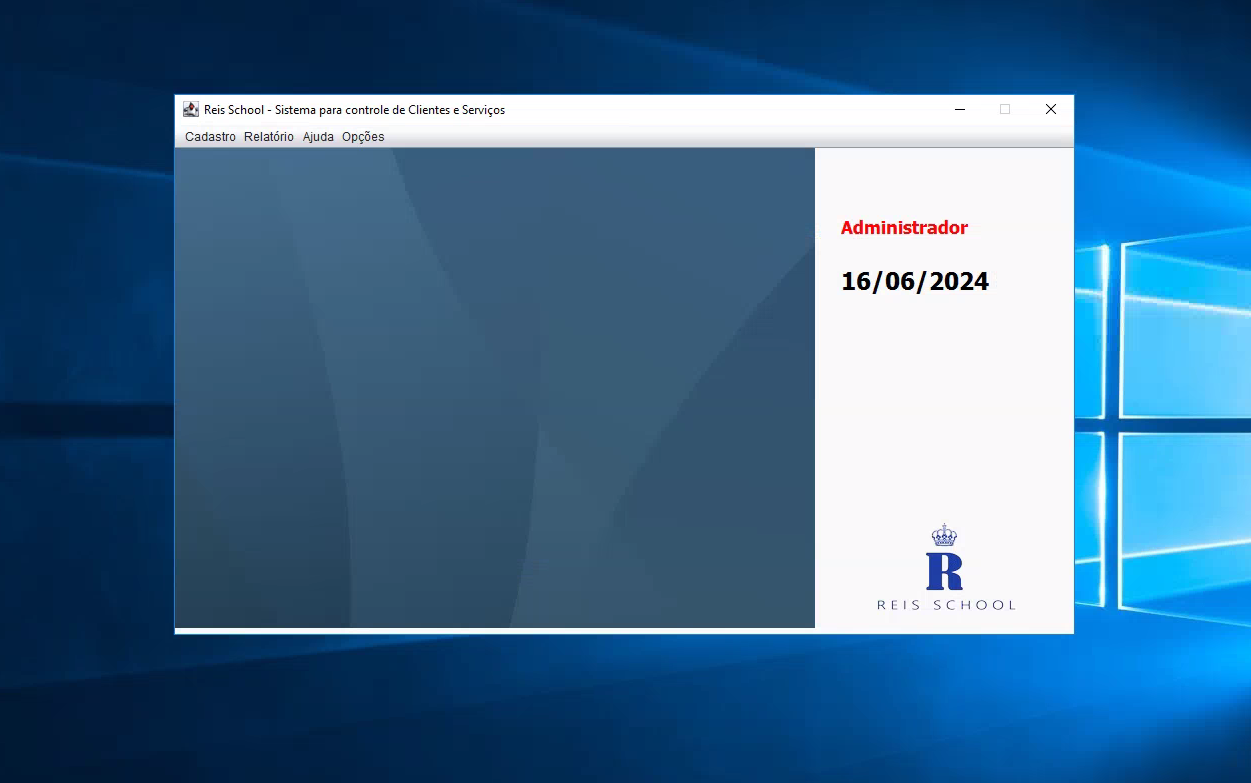 Reis School - Sistema para controle de Clientes e Serviços
Cadastro Relatório Ajuda Opções
Administrador
16/06/2024
R
REIS SCHOOL